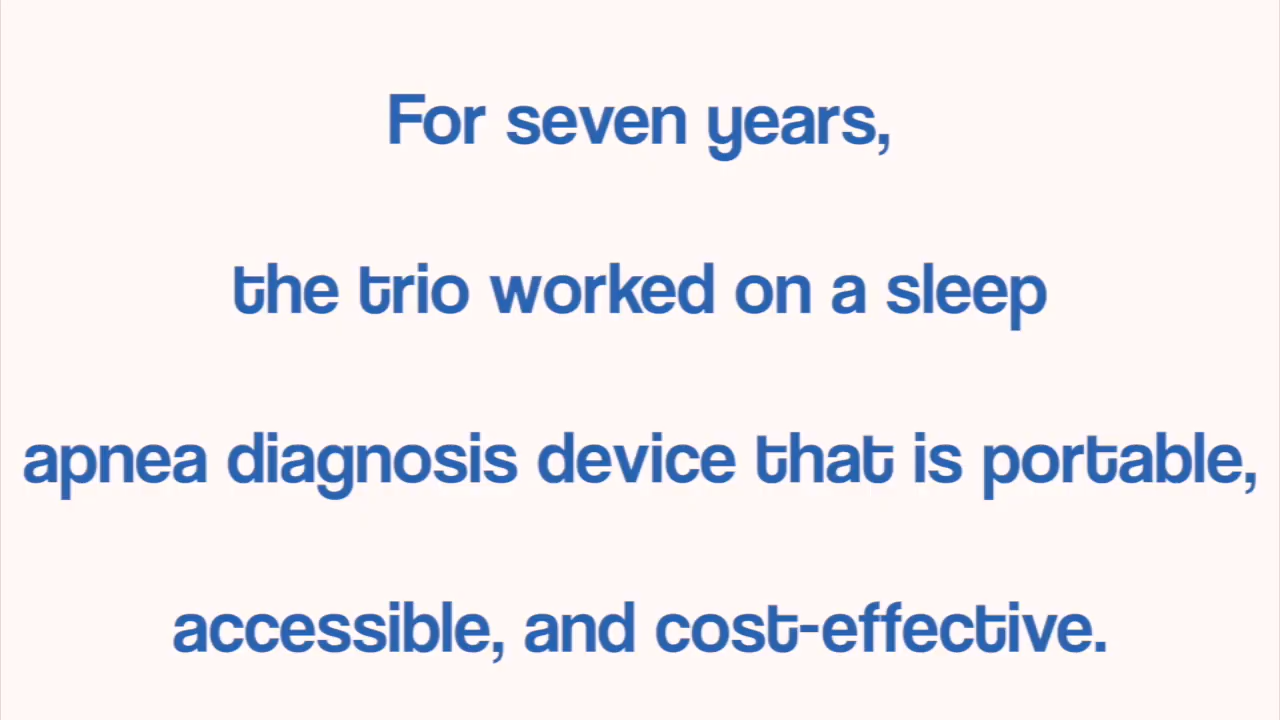 For seven years,
the trio worked on a sleep
apnea diagnosis device that is portable,
accessible, and cost-effective.